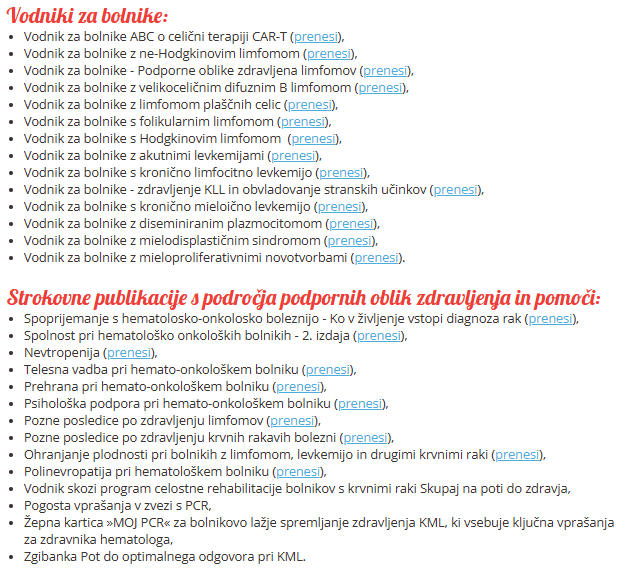 Vodniki za bolnike:
• Vodnik za bolnike ABC o celični terapiji CAR-T (prenesi),
• Vodnik za bolnike z ne-Hodgkinovim limfomom (prenesi),
• Vodnik za bolnike - Podporne oblike zdravljena limfomov (prenesi),
• Vodnik za bolnike z velikoceličnim difuznim B limfomom (prenesi),
• Vodnik za bolnike z limfomom plaščnih celic (prenesi),
• Vodnik za bolnike s folikularnim limfomom (prenesi),
• Vodnik za bolnike s Hodgkinovim limfomom (prenesi),
• Vodnik za bolnike z akutnimi levkemijami (prenesi),
• Vodnik za bolnike s kronično limfocitno levkemijo (prenesi),
• Vodnik za bolnike - zdravljenje KLL in obvladovanje stranskih učinkov (prenesi),
• Vodnik za bolnike s kronično mieloično levkemijo (prenesi),
• Vodnik za bolnike z diseminiranim plazmocitomom (prenesi),
• Vodnik za bolnike z mielodisplastičnim sindromom (prenesi),
• Vodnik za bolnike z mieloproliferativnimi novotvorbami (prenesi).
Strokovne publikacije s področja podpornih oblik zdravljenja in pomoči:
• Spoprijemanje s hematolosko-onkolosko boleznijo - Ko v življenje vstopi diagnoza rak (prenesi),
• Spolnost pri hematološko onkoloških bolnikih - 2. izdaja (prenesi),
• Nevtropenija (prenesi),
• Telesna vadba pri hemato-onkološkem bolniku (prenesi),
• Prehrana pri hemato-onkološkem bolniku (prenesi),
• Psihološka podpora pri hemato-onkološkem bolniku (prenesi),
• Pozne posledice po zdravljenju limfomov (prenesi),
• Pozne posledice po zdravljenju krvnih rakavih bolezni (prenesi),
• Ohranjanje plodnosti pri bolnikih z limfomom, levkemijo in drugimi krvnimi raki (prenesi),
• Polinevropatija pri hematološkem bolniku (prenesi),
• Vodnik skozi program celostne rehabilitacije bolnikov s krvnimi raki Skupaj na poti do zdravja,
• Pogosta vprašanja v zvezi s PCR,
• Žepna kartica »MOJ PCR« za bolnikovo lažje spremljanje zdravljenja KML, ki vsebuje ključna vprašanja
za zdravnika hematologa,
• Zgibanka Pot do optimalnega odgovora pri KML.